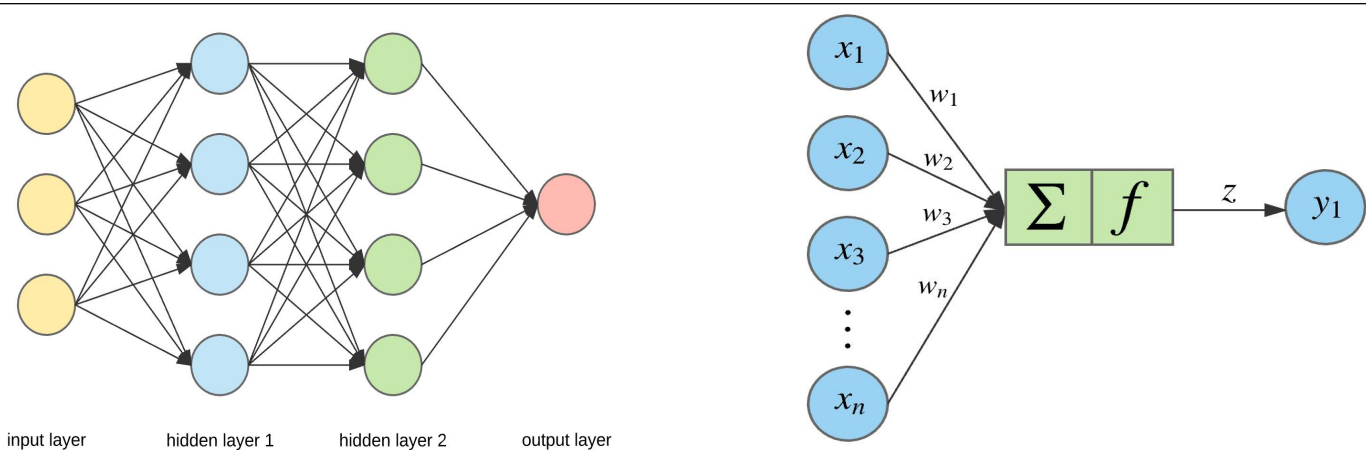 input layer
hidden layer 1
hidden layer 2
output layer
x₁
w₁
x₂
w₂
x₃
w₃
⋮
wₙ
xₙ
Σ f
z
y₁